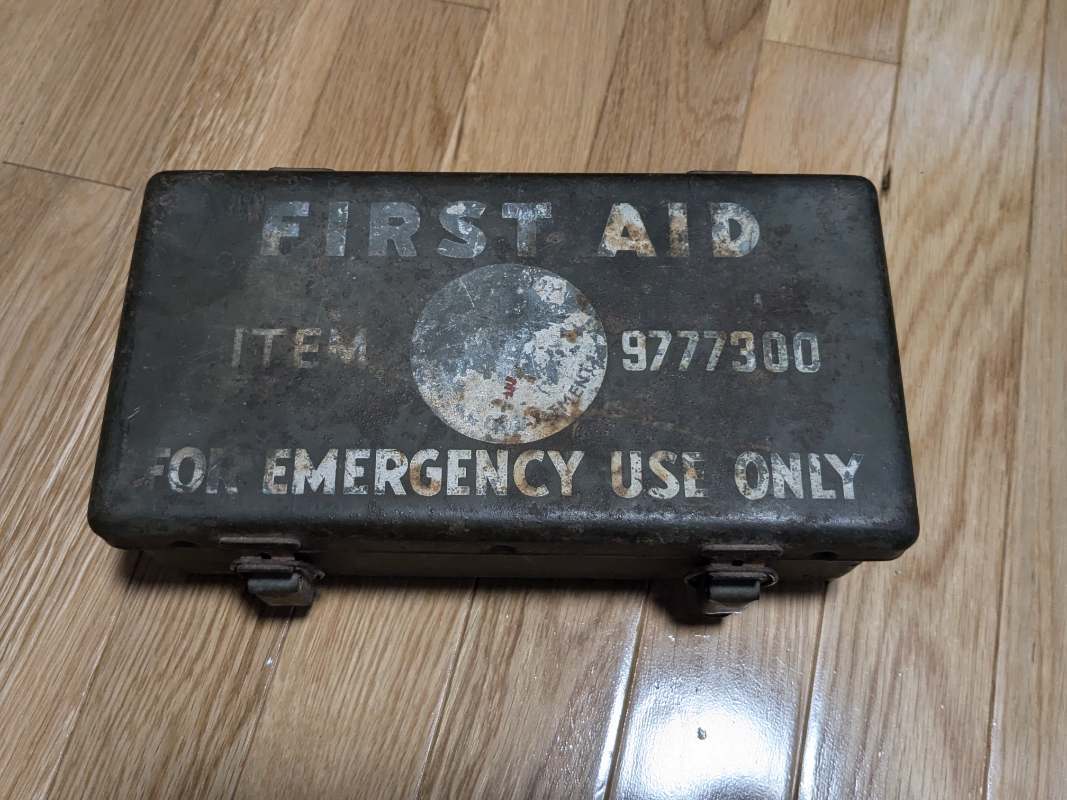 FIRST AID
ITEM 9777300
FOR EMERGENCY USE ONLY